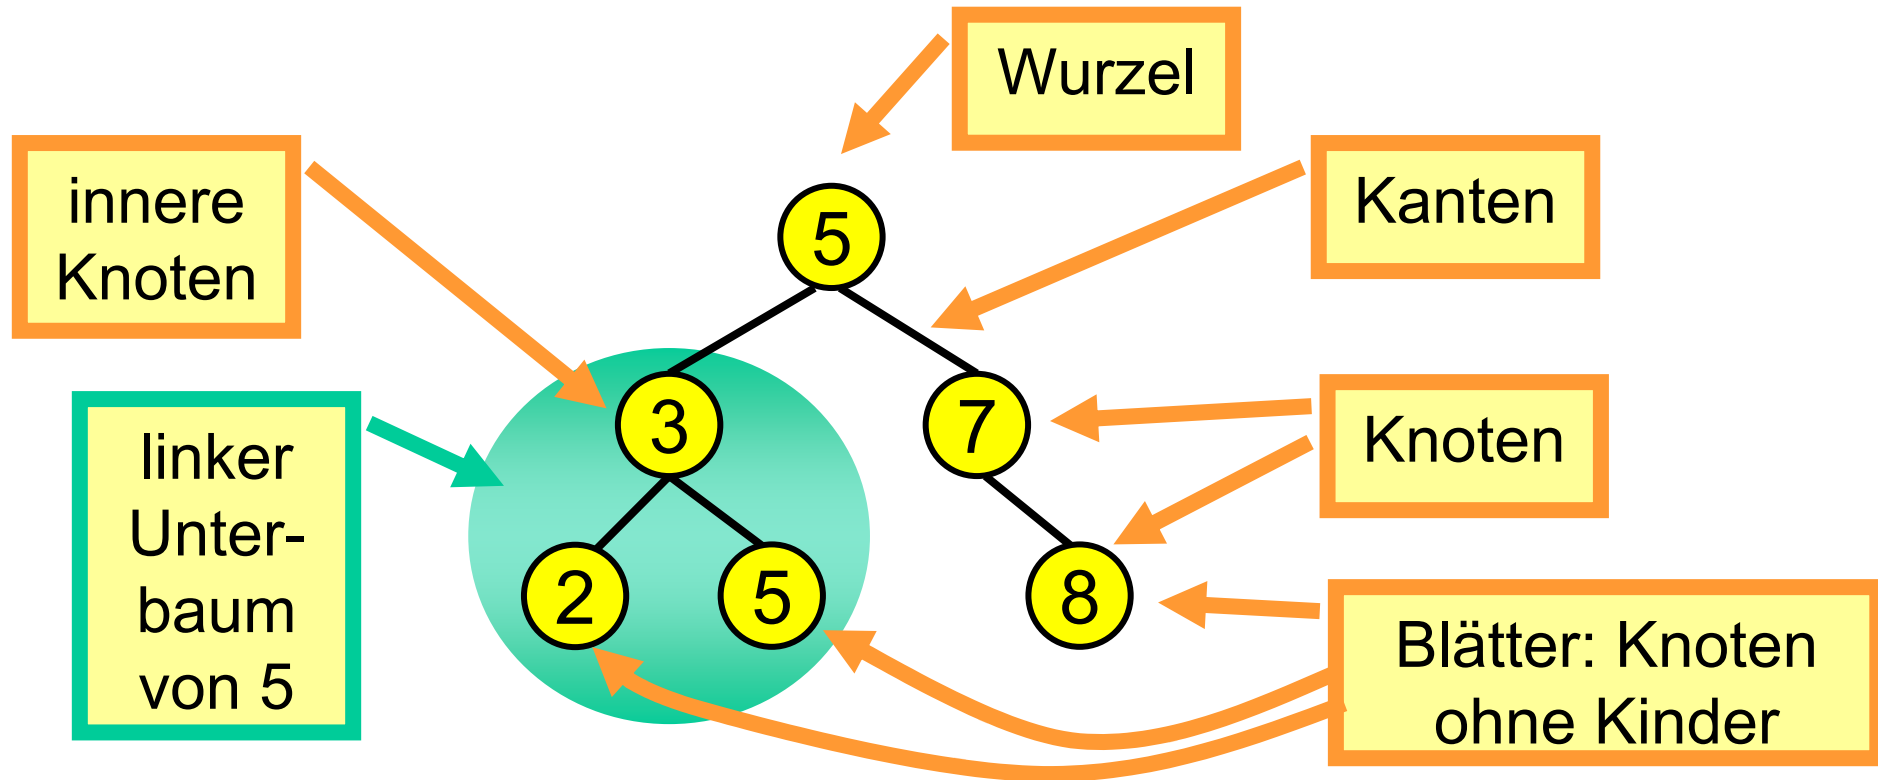 Wurzel
innere
Knoten
Kanten
5
3
7
linker
Unter-
baum
von 5
Knoten
2
5
8
Blätter: Knoten
ohne Kinder